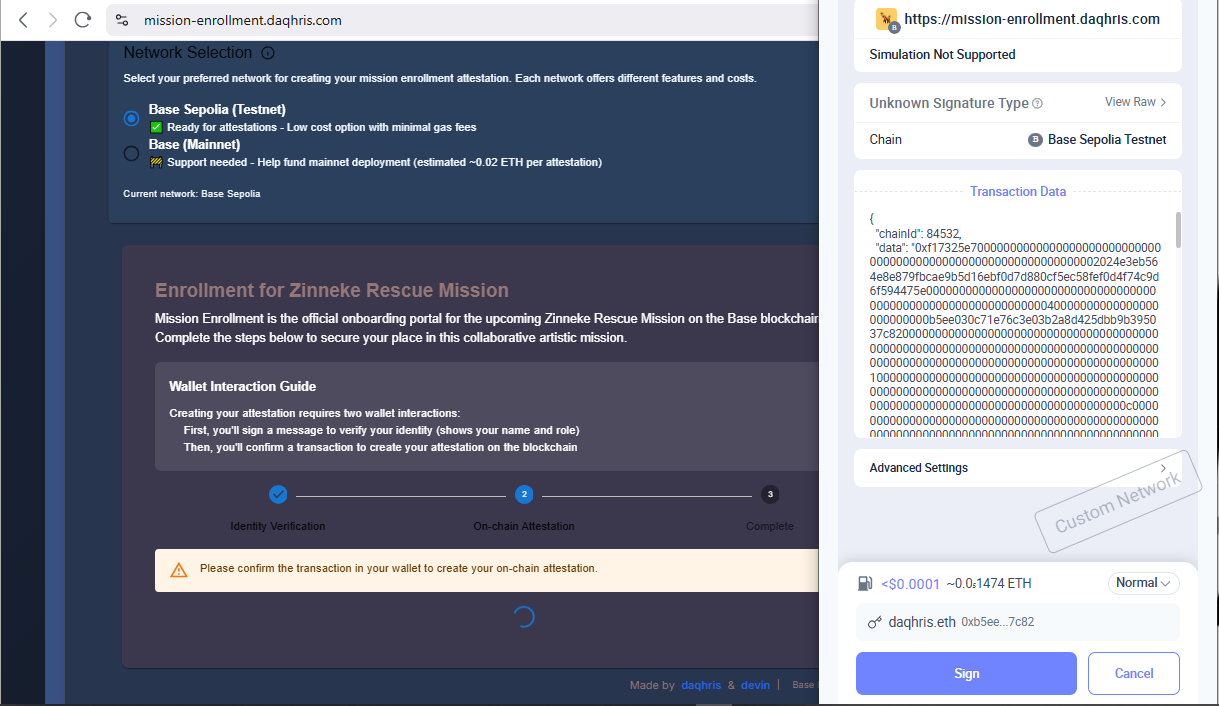 mission-enrollment.daqhris.com
Network Selection
Select your preferred network for creating your mission enrollment attestation. Each network offers different features and costs.
Base Sepolia (Testnet)
✅ Ready for attestations - Low cost option with minimal gas fees
Base (Mainnet)
🚧 Support needed - Help fund mainnet deployment (estimated ~0.02 ETH per attestation)
Current network: Base Sepolia
Enrollment for Zinneke Rescue Mission
Mission Enrollment is the official onboarding portal for the upcoming Zinneke Rescue Mission on the Base blockchain
Complete the steps below to secure your place in this collaborative artistic mission.
Wallet Interaction Guide
Creating your attestation requires two wallet interactions:
First, you'll sign a message to verify your identity (shows your name and role)
Then, you'll confirm a transaction to create your attestation on the blockchain
2
3
Identity Verification
On-chain Attestation
Complete
Please confirm the transaction in your wallet to create your on-chain attestation.
Made by daqhris & devin | Base
https://mission-enrollment.daqhris.com
Simulation Not Supported
Unknown Signature Type
View Raw >
Chain
B Base Sepolia Testnet
Transaction Data
{
"chainId": 84532,
"data":
Advanced Settings
Custom Network
<$0.0001 ~0.0₅1474 ETH
Normal
daqhris.eth 0xb5ee...7c82
Sign
Cancel